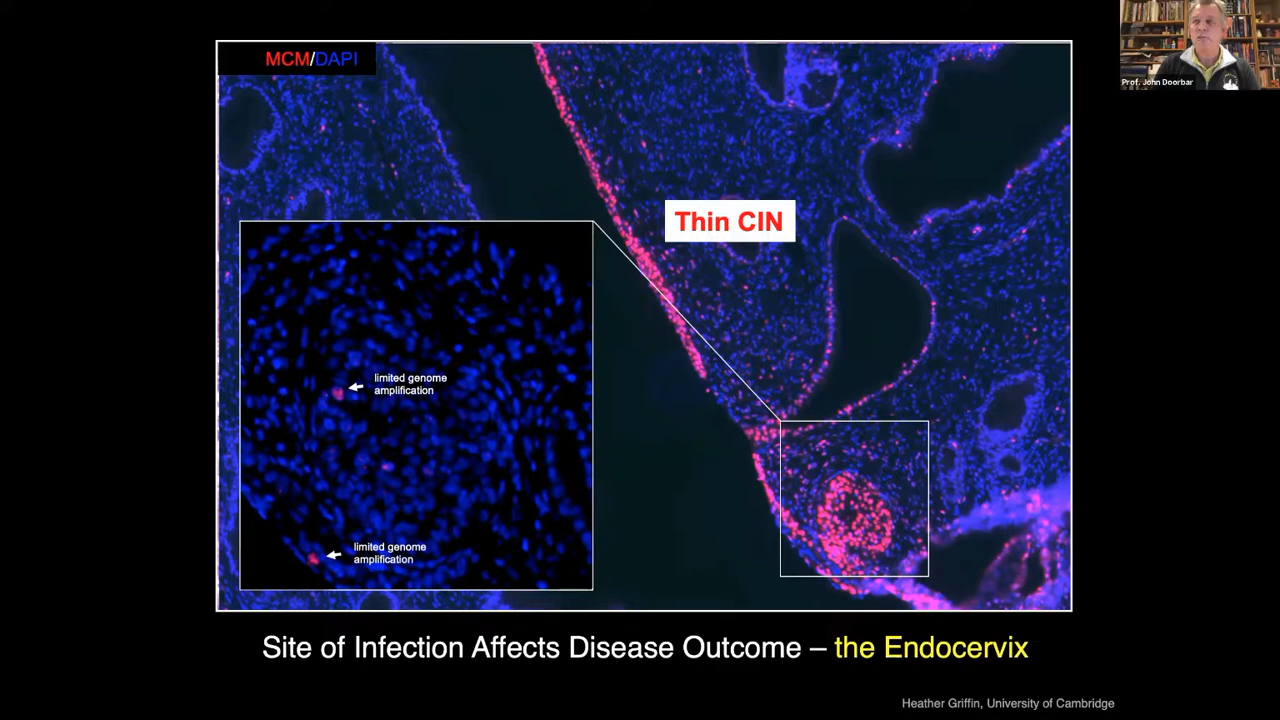 MCM/DAPI
Prof. John Doorbar
Thin CIN
limited genome
amplification
limited genome
amplification
Site of Infection Affects Disease Outcome – the Endocervix
Heather Griffin, University of Cambridge